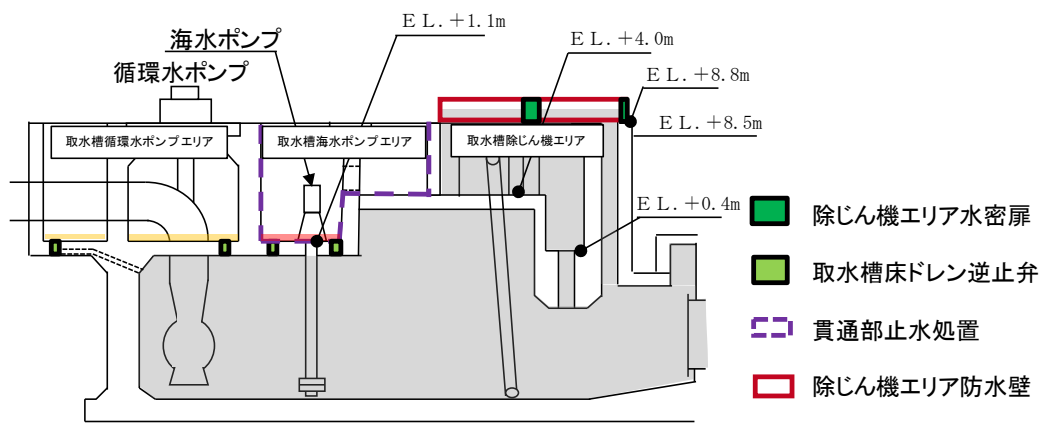 ＥＬ.＋1.1m
海水ポンプ
ＥＬ.＋4.0m
循環水ポンプ
ＥＬ.＋8.8m
ＥＬ.＋8.5m
取水槽循環水ポンプエリア
取水槽海水ポンプエリア
取水槽除じん機エリア
ＥＬ.＋0.4m
除じん機エリア水密扉
取水槽床ドレン逆止弁
貫通部止水処置
除じん機エリア防水壁